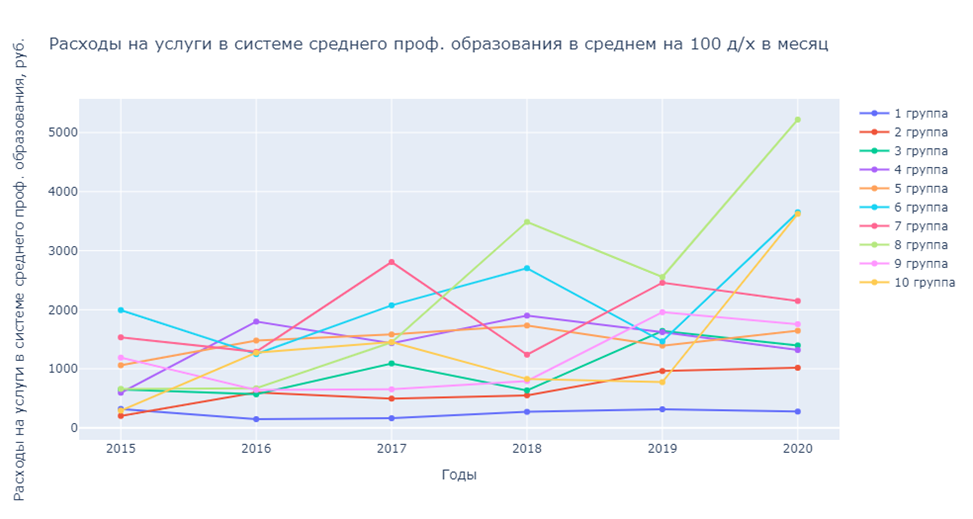 Расходы на услуги в системе среднего проф. образования в среднем на 100 д/х в месяц
Расходы на услуги в системе среднего проф. образования, руб.
5000
4000
3000
2000
1000
0
2015 2016 2017 2018 2019 2020
Годы
1 группа
2 группа
3 группа
4 группа
5 группа
6 группа
7 группа
8 группа
9 группа
10 группа